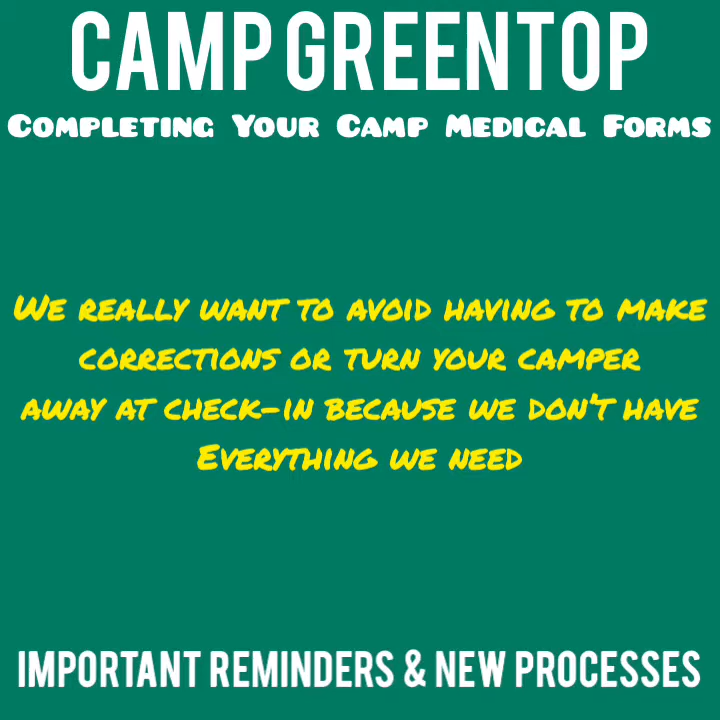 CAMP GREENTOP
Completing Your Camp Medical Forms
We really want to avoid having to make
corrections or turn your camper
away at check-in because we don't have
Everything we need
IMPORTANT REMINDERS & NEW PROCESSES